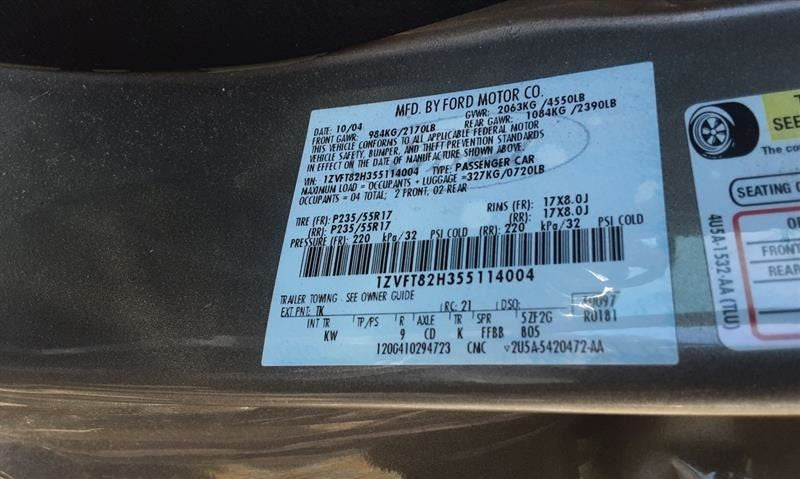 MFD. BY FORD MOTOR CO.
DATE: 10/04 GVWR: 2063KG /4550LB
FRONT GAWR: 984KG/2170LB REAR GAWR: 1084KG /2390LB
THIS VEHICLE CONFORMS TO ALL APPLICABLE FEDERAL MOTOR
VEHICLE SAFETY, BUMPER, AND THEFT PREVENTION STANDARDS
IN EFFECT ON THE DATE OF MANUFACTURE SHOWN ABOVE.
VIN: 1ZVFT82H355114004 TYPE: PASSENGER CAR
MAXIMUM LOAD = OCCUPANTS + LUGGAGE =327KG/0720LB
OCCUPANTS = 04 TOTAL; 2 FRONT, 02-REAR
TIRE (FR): P235/55R17 RIMS (FR): 17X8.0J
(RR): P235/55R17 (RR): 17X8.0J
PRESSURE (FR): 220 kPa/32 PSI COLD (RR): 220 kPa/32 PSI COLD
1ZVFT82H355114004
TRAILER TOWING - SEE OWNER GUIDE
EXT PNT: TK RC: 21 DSO:
INT TR TP/PS R AXLE TR SPR 5ZF2G R0181
KW 9 CD K FFBB 805
120G410294723 CMC ▽2U5A-5420472-AA
SEE
The co
SEATING C
FRONT
REAR
4U5A-1532-AA (7LU)